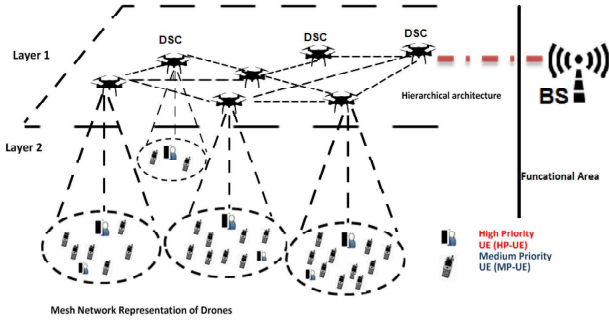 DSC
DSC
DSC
Layer 1
Hierarchical architecture
BS
Layer 2
Funcational Area
High Priority
UE (HP-UE)
Medium Priority
UE (MP-UE)
Mesh Network Representation of Drones